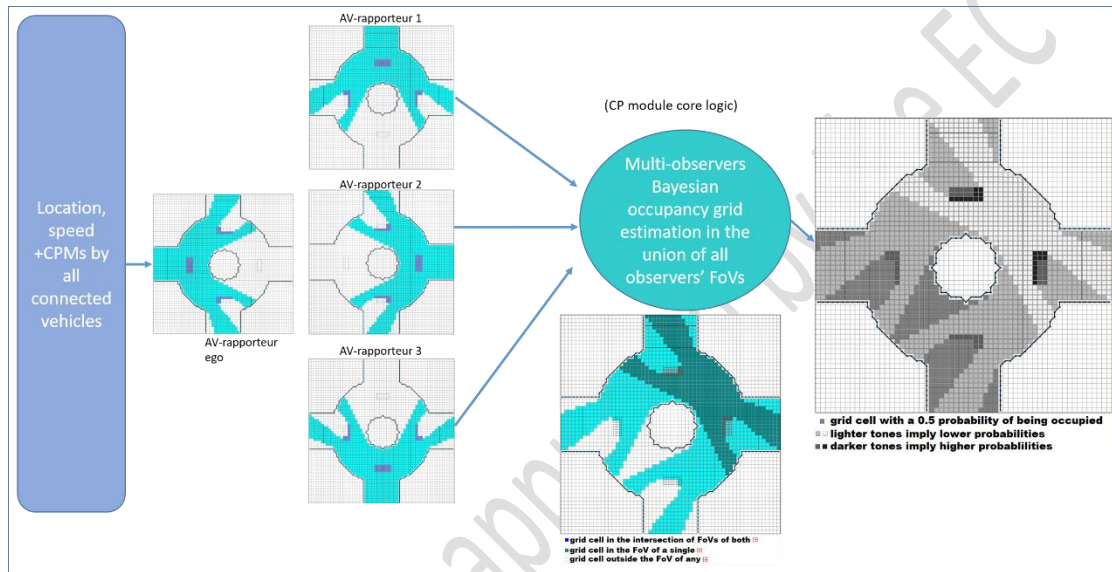 AV-rapporteur 1
(CP module core logic)
Location,
speed
+CPMs by
all
connected
vehicles
AV-rapporteur
ego
AV-rapporteur 2
AV-rapporteur 3
Multi-observers
Bayesian
occupancy grid
estimation in the
union of all
observers' FoVs
grid cell in the intersection of FoVs of both
grid cell in the FoV of a single
grid cell outside the FoV of any
grid cell with a 0.5 probability of being occupied
lighter tones imply lower probabilities
darker tones imply higher probablilities
by the EC